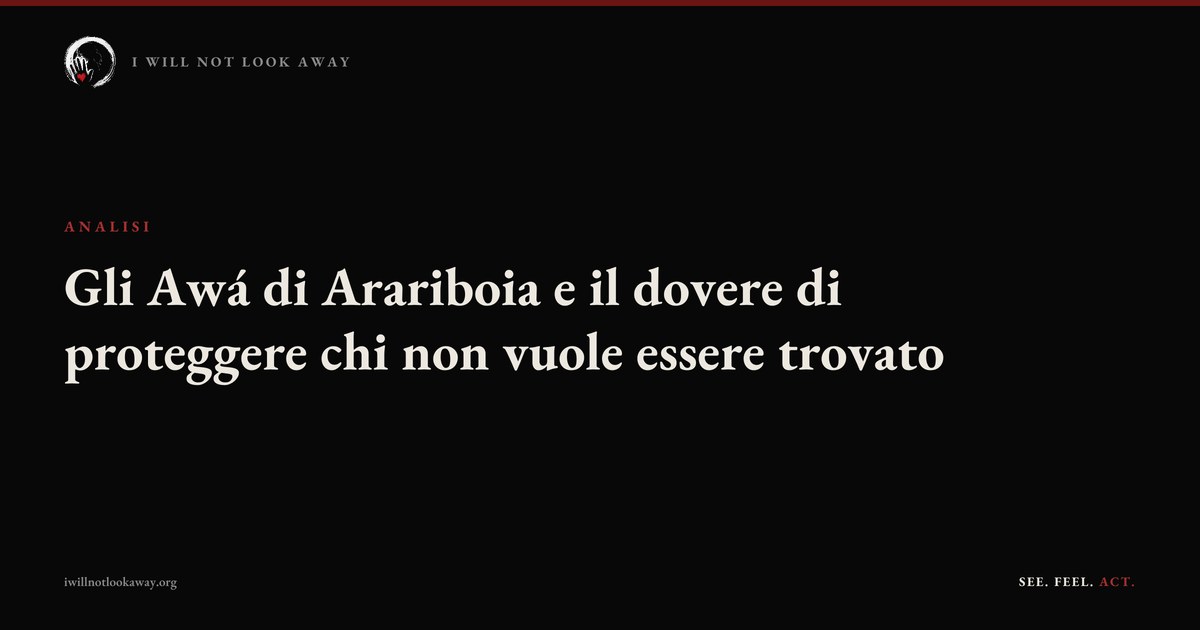 I WILL NOT LOOK AWAY
ANALISI
Gli Awá di Arariboia e il dovere di
proteggere chi non vuole essere trovato
iwillnotlookaway.org
SEE. FEEL. ACT.